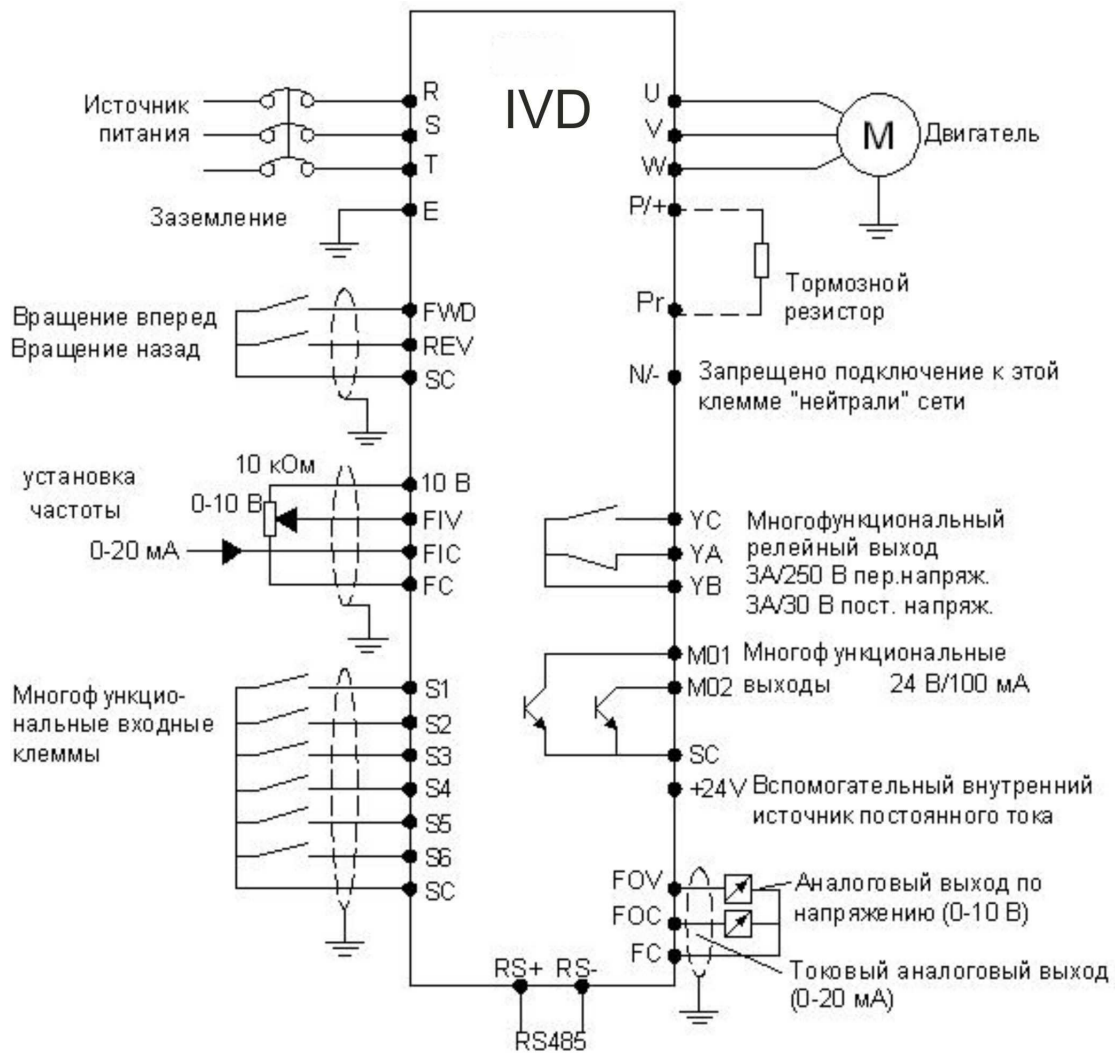 IVD
Источник
питания
R
S
T
Заземление
E
Вращение вперед
Вращение назад
FWD
REV
SC
установка
частоты
10 кОм
0-10 В
0-20 мА
10 В
FIV
FIC
FC
Многофункцио-
нальные входные
клеммы
S1
S2
S3
S4
S5
S6
SC
RS+ RS-
RS485
U
V
W
M
Двигатель
P/+
Pr
Тормозной
резистор
N/-
Запрещено подключение к этой
клемме "нейтрали" сети
YC
YA
YB
Многофункциональный
релейный выход
3А/250 В пер.напряж.
3А/30 В пост. напряж.
M01 Многофункциональные
M02 выходы 24 В/100 мА
SC
+24V Вспомогательный внутренний
источник постоянного тока
FOV
FOC
FC
Аналоговый выход по
напряжению (0-10 В)
Токовый аналоговый выход
(0-20 мА)